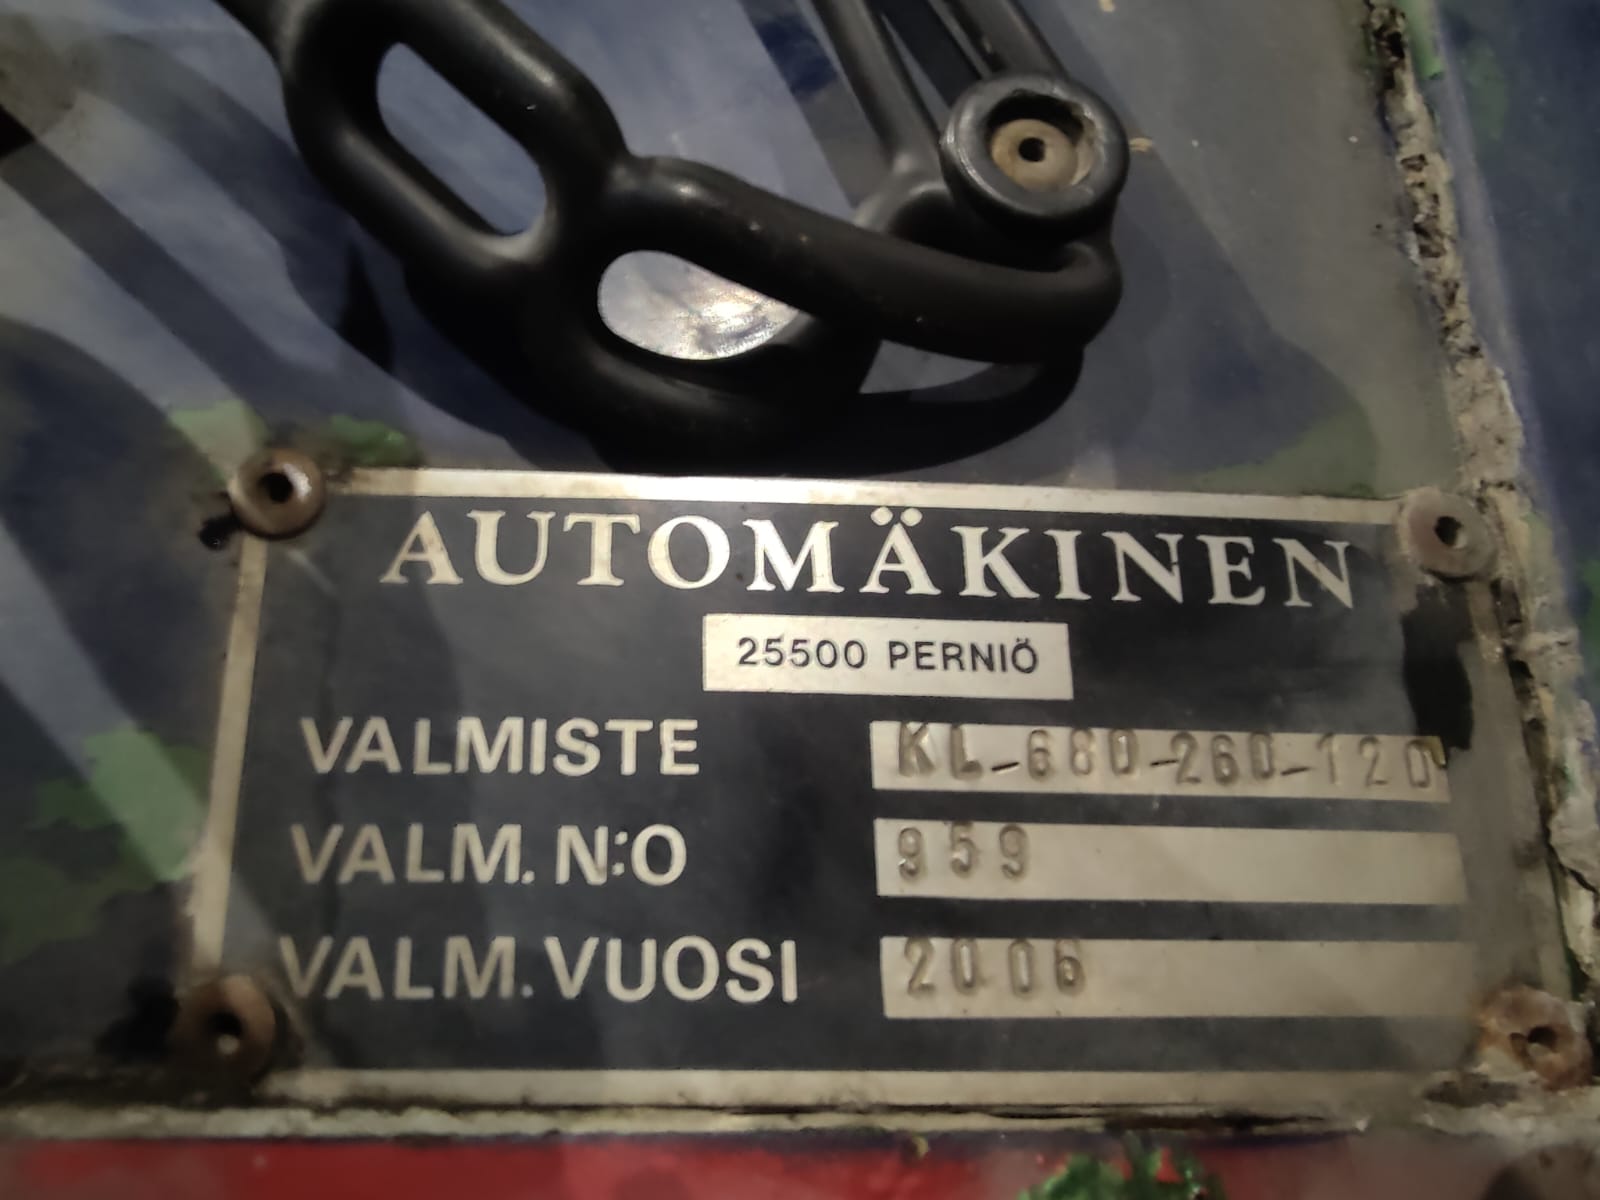 AUTOMÄKINEN
25500 PERNIÖ
VALMISTE KL-680-260-120
VALM. N:O 959
VALM. VUOSI 2006